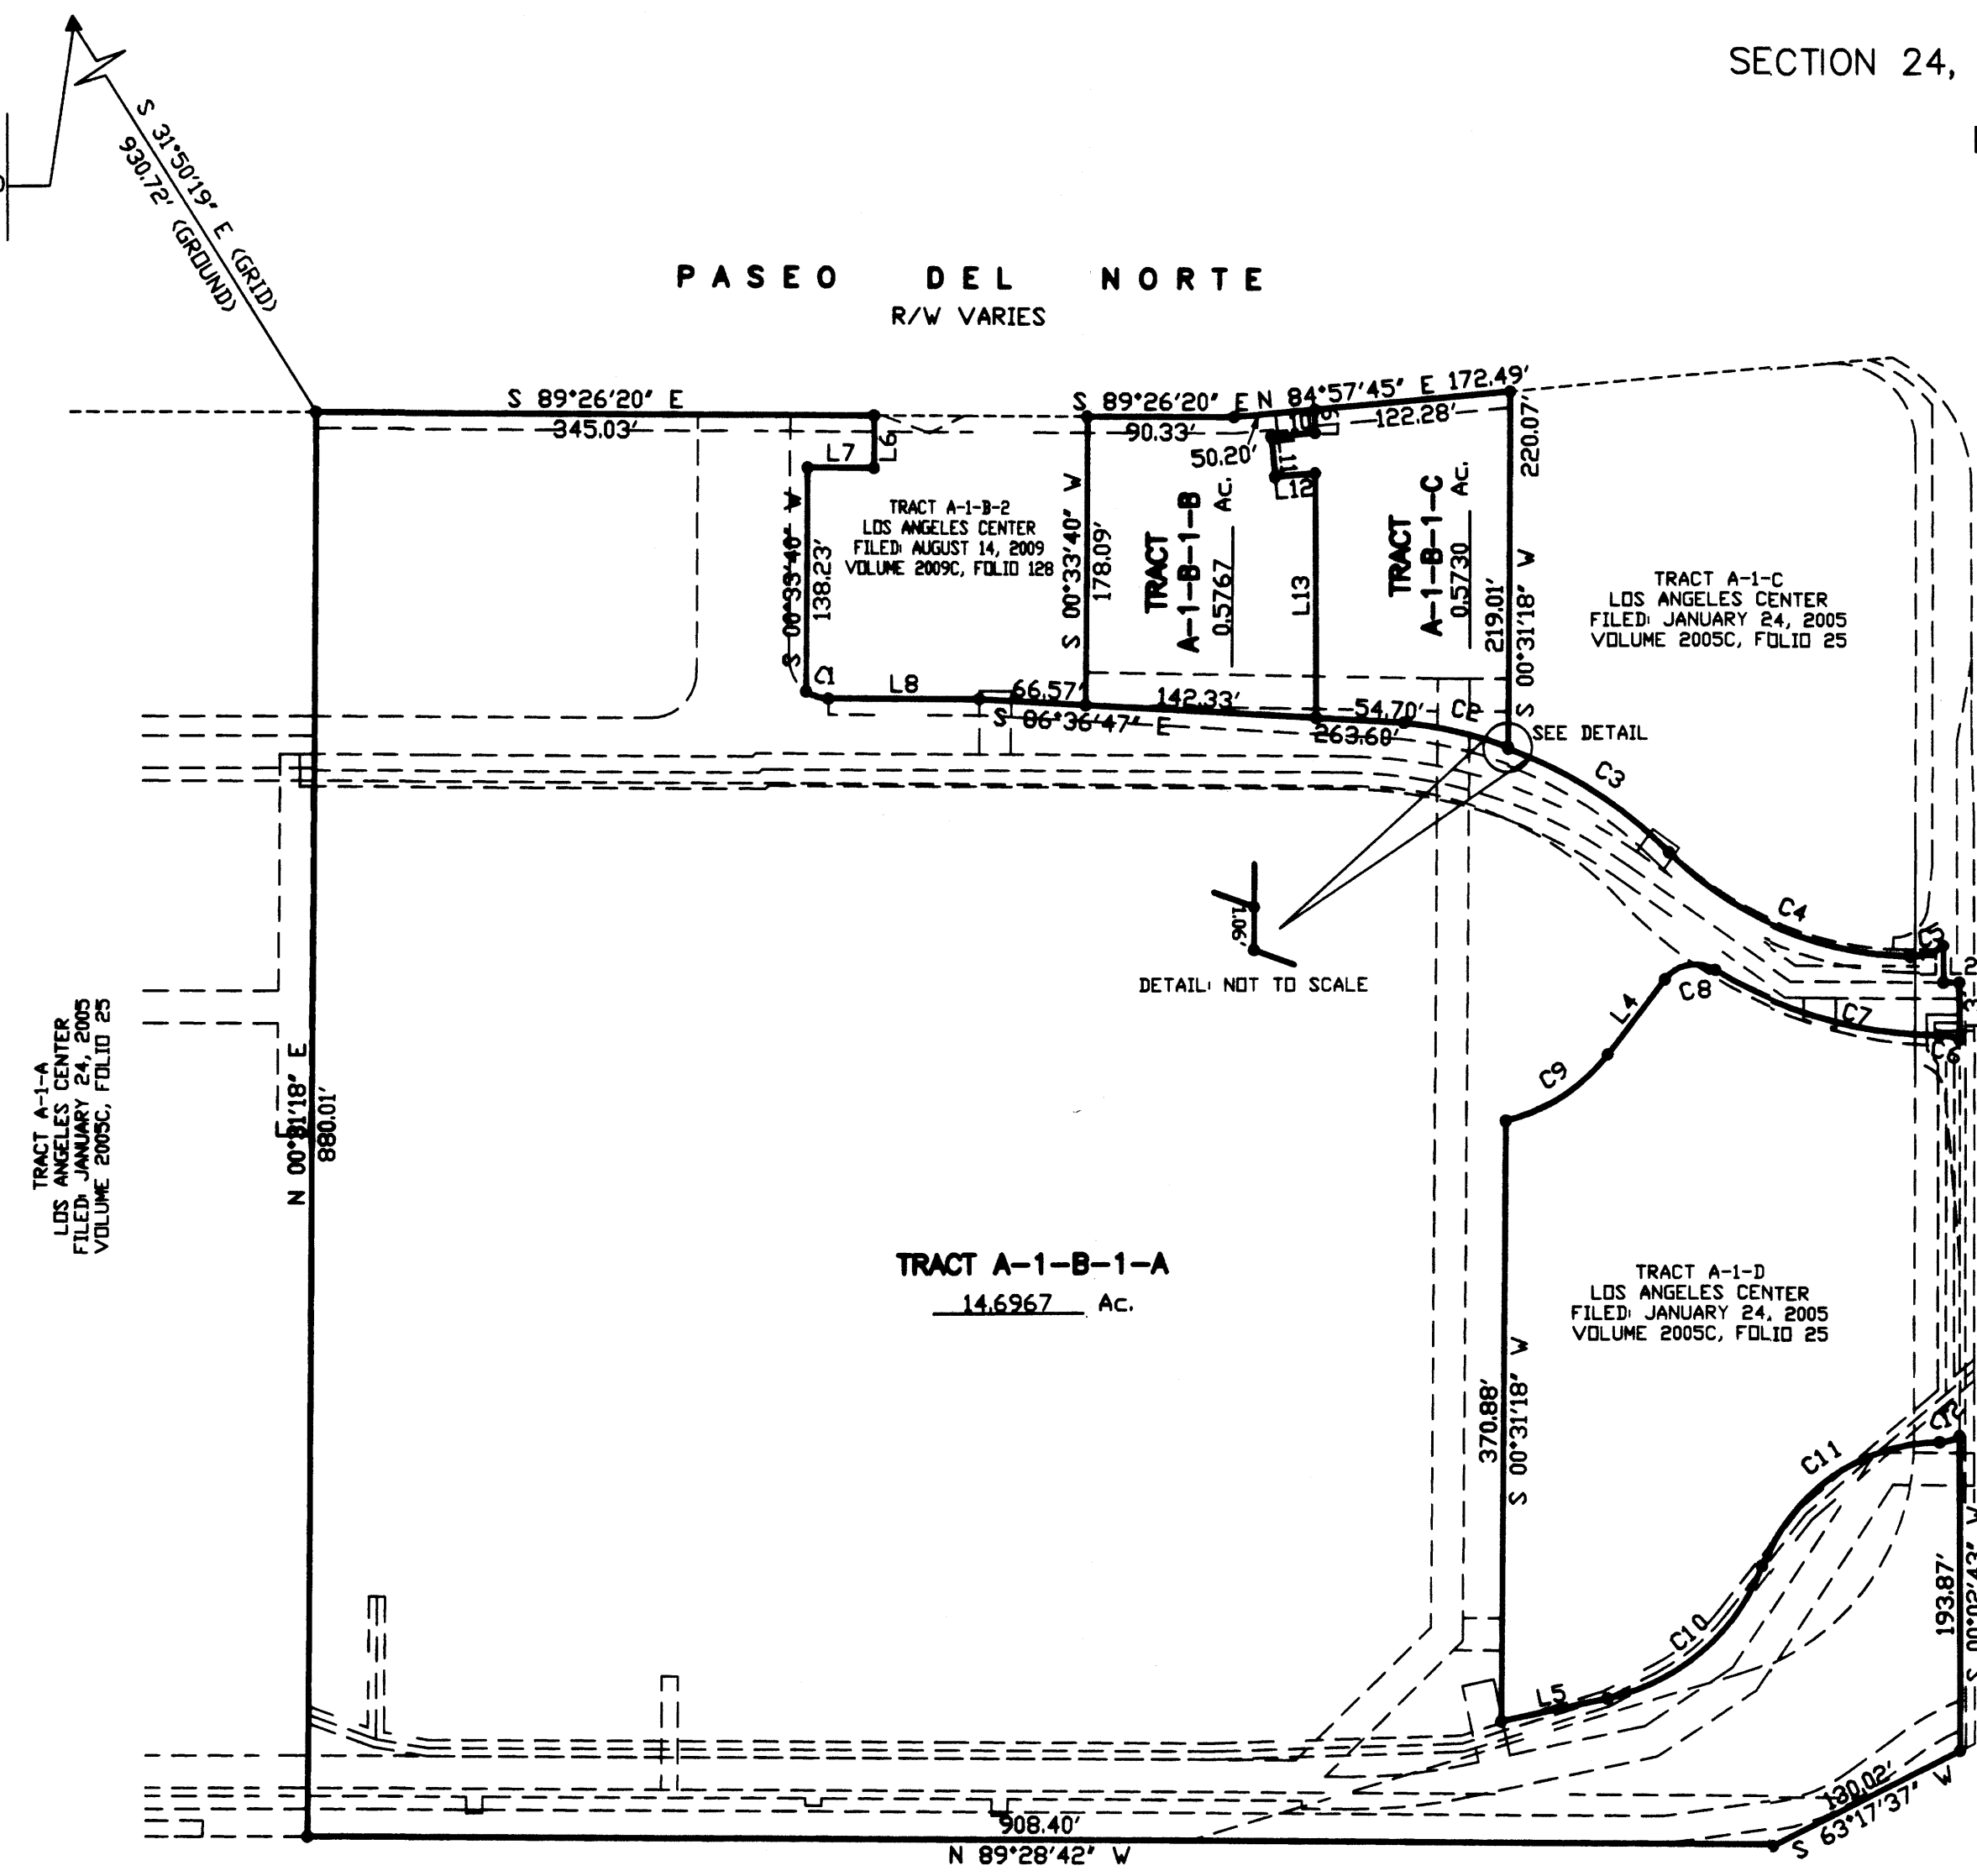 SECTION 24,
S 31°50'19" E (GRID)
930.72' (GROUND)
PASEO DEL NORTE
R/W VARIES
S 89°26'20" E
345.03'
S 89°26'20" E
90.33'
N 84°57'45" E 172.49'
122.28'
50.20'
L7
L6
L11
L12
L13
220.07'
219.01'
S 00°31'18" W
S 00°33'40" W
138.23'
TRACT A-1-B-2
LOS ANGELES CENTER
FILED: AUGUST 14, 2009
VOLUME 2009C, FOLIO 128
S 00°33'40" W
178.09'
TRACT
A-1-B-1-B
0.5767 Ac.
TRACT
A-1-B-1-C
0.5730 Ac.
TRACT A-1-C
LOS ANGELES CENTER
FILED: JANUARY 24, 2005
VOLUME 2005C, FOLIO 25
C1
L8
66.57'
142.33'
54.70'
C2
S 86°36'47" E
263.60'
SEE DETAIL
C3
C4
C5
L2
1.06'
DETAIL: NOT TO SCALE
C8
C7
C6
L4
C9
TRACT A-1-A
LOS ANGELES CENTER
FILED: JANUARY 24, 2005
VOLUME 2005C, FOLIO 25
N 00°31'18" E
880.01'
TRACT A-1-B-1-A
14.6967 Ac.
TRACT A-1-D
LOS ANGELES CENTER
FILED: JANUARY 24, 2005
VOLUME 2005C, FOLIO 25
370.88'
S 00°31'18" W
C11
C12
C10
L5
193.87'
S 00°02'43" W
130.02'
S 63°17'37" W
908.40'
N 89°28'42" W